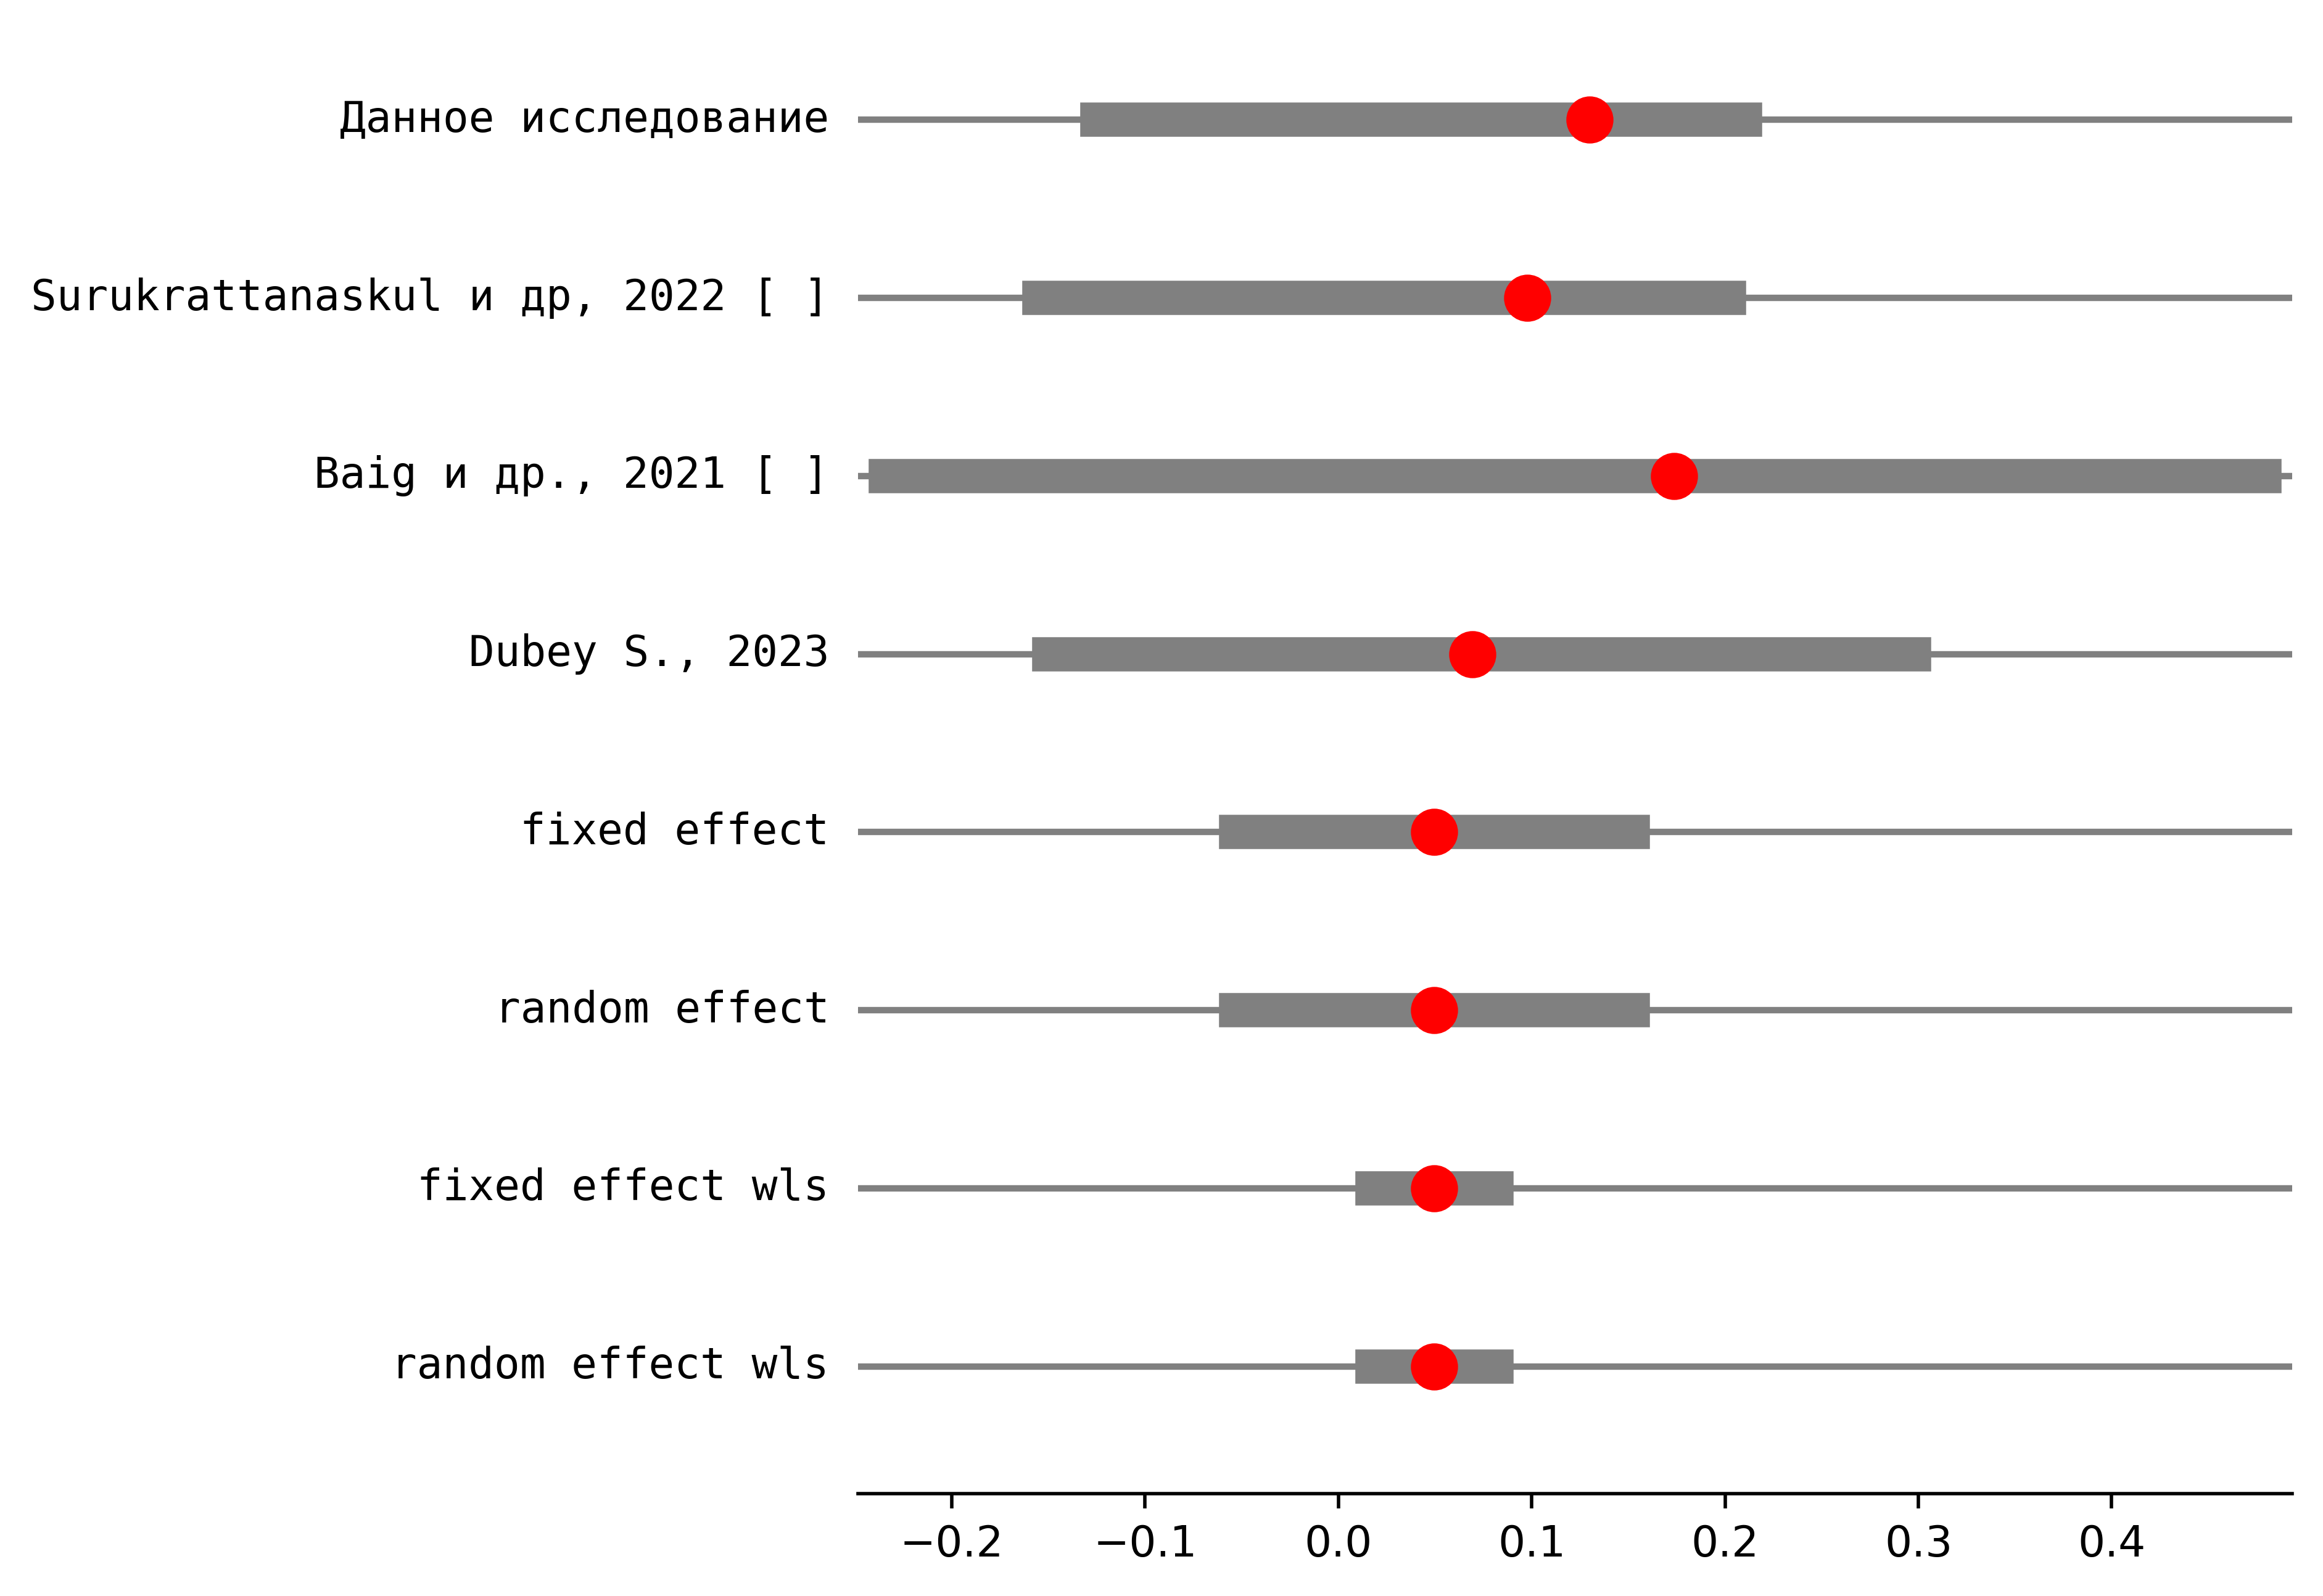 Данное исследование
Surukrattanaskul и др, 2022 [ ]
Baig и др., 2021 [ ]
Dubey S., 2023
fixed effect
random effect
fixed effect wls
random effect wls
−0.2 −0.1 0.0 0.1 0.2 0.3 0.4